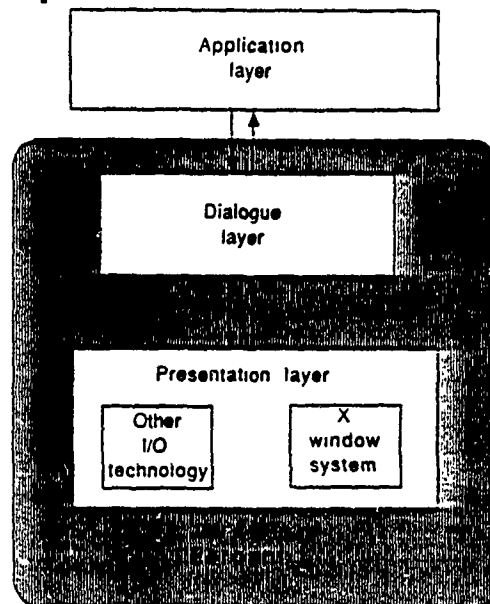 Application
layer
Dialogue
layer
Presentation layer
Other
I/O
technology
X
window
system